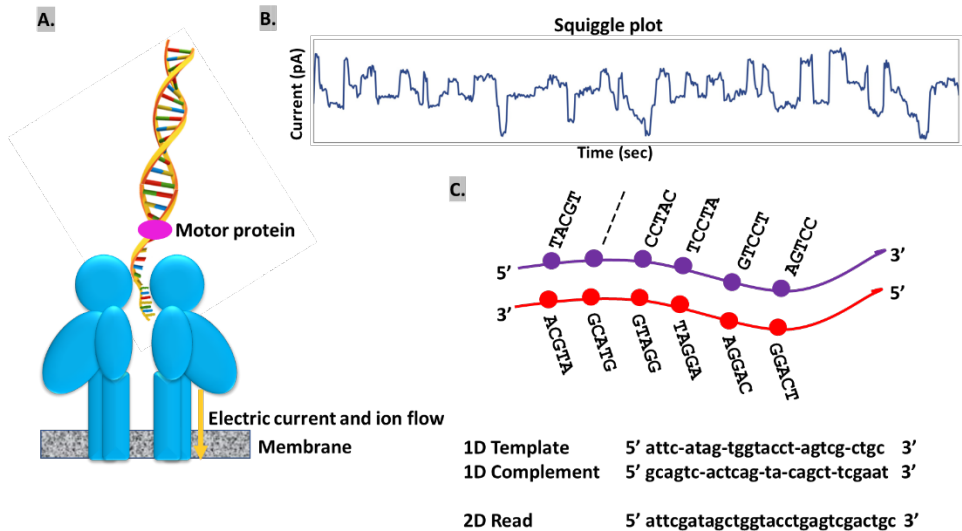 A.
Motor protein
Electric current and ion flow
Membrane
B.
Squiggle plot
Current (pA)
Time (sec)
C.
TACGT
CCTAC
TCCTA
GTCCT
AGTCC
5’
3’
3’
5’
ACGTA
GCATG
GTAGG
TAGGA
AGGAC
GGACT
1D Template 5’ attc-atag-tggtacct-agtcg-ctgc 3’
1D Complement 5’ gcagtc-actcag-ta-cagct-tcgaat 3’
2D Read 5’ attcgatagctggtacctgagtcgactgc 3’